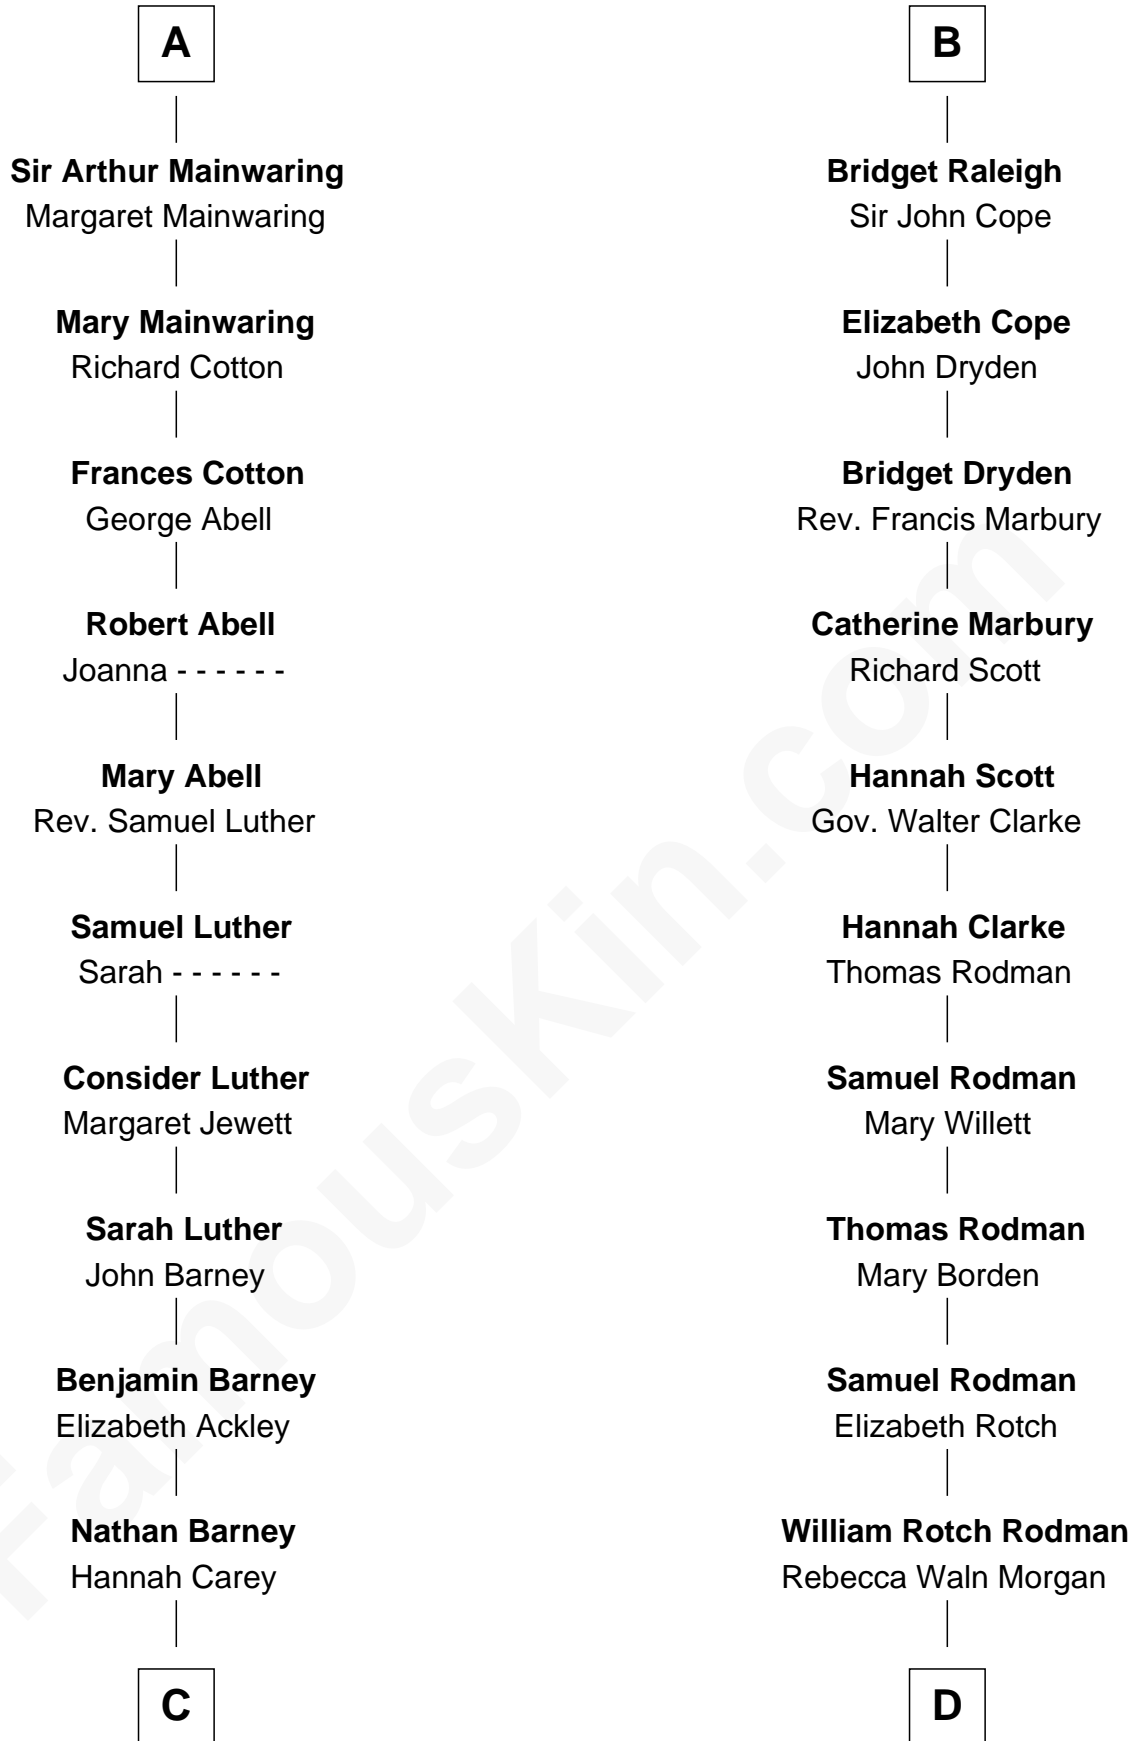 A
Sir Arthur Mainwaring
Margaret Mainwaring
Mary Mainwaring
Richard Cotton
Frances Cotton
George Abell
Robert Abell
Joanna - - - - - -
Mary Abell
Rev. Samuel Luther
Samuel Luther
Sarah - - - - - -
Consider Luther
Margaret Jewett
Sarah Luther
John Barney
Benjamin Barney
Elizabeth Ackley
Nathan Barney
Hannah Carey
C
B
Bridget Raleigh
Sir John Cope
Elizabeth Cope
John Dryden
Bridget Dryden
Rev. Francis Marbury
Catherine Marbury
Richard Scott
Hannah Scott
Gov. Walter Clarke
Hannah Clarke
Thomas Rodman
Samuel Rodman
Mary Willett
Thomas Rodman
Mary Borden
Samuel Rodman
Elizabeth Rotch
William Rotch Rodman
Rebecca Waln Morgan
D
FamousKin.com